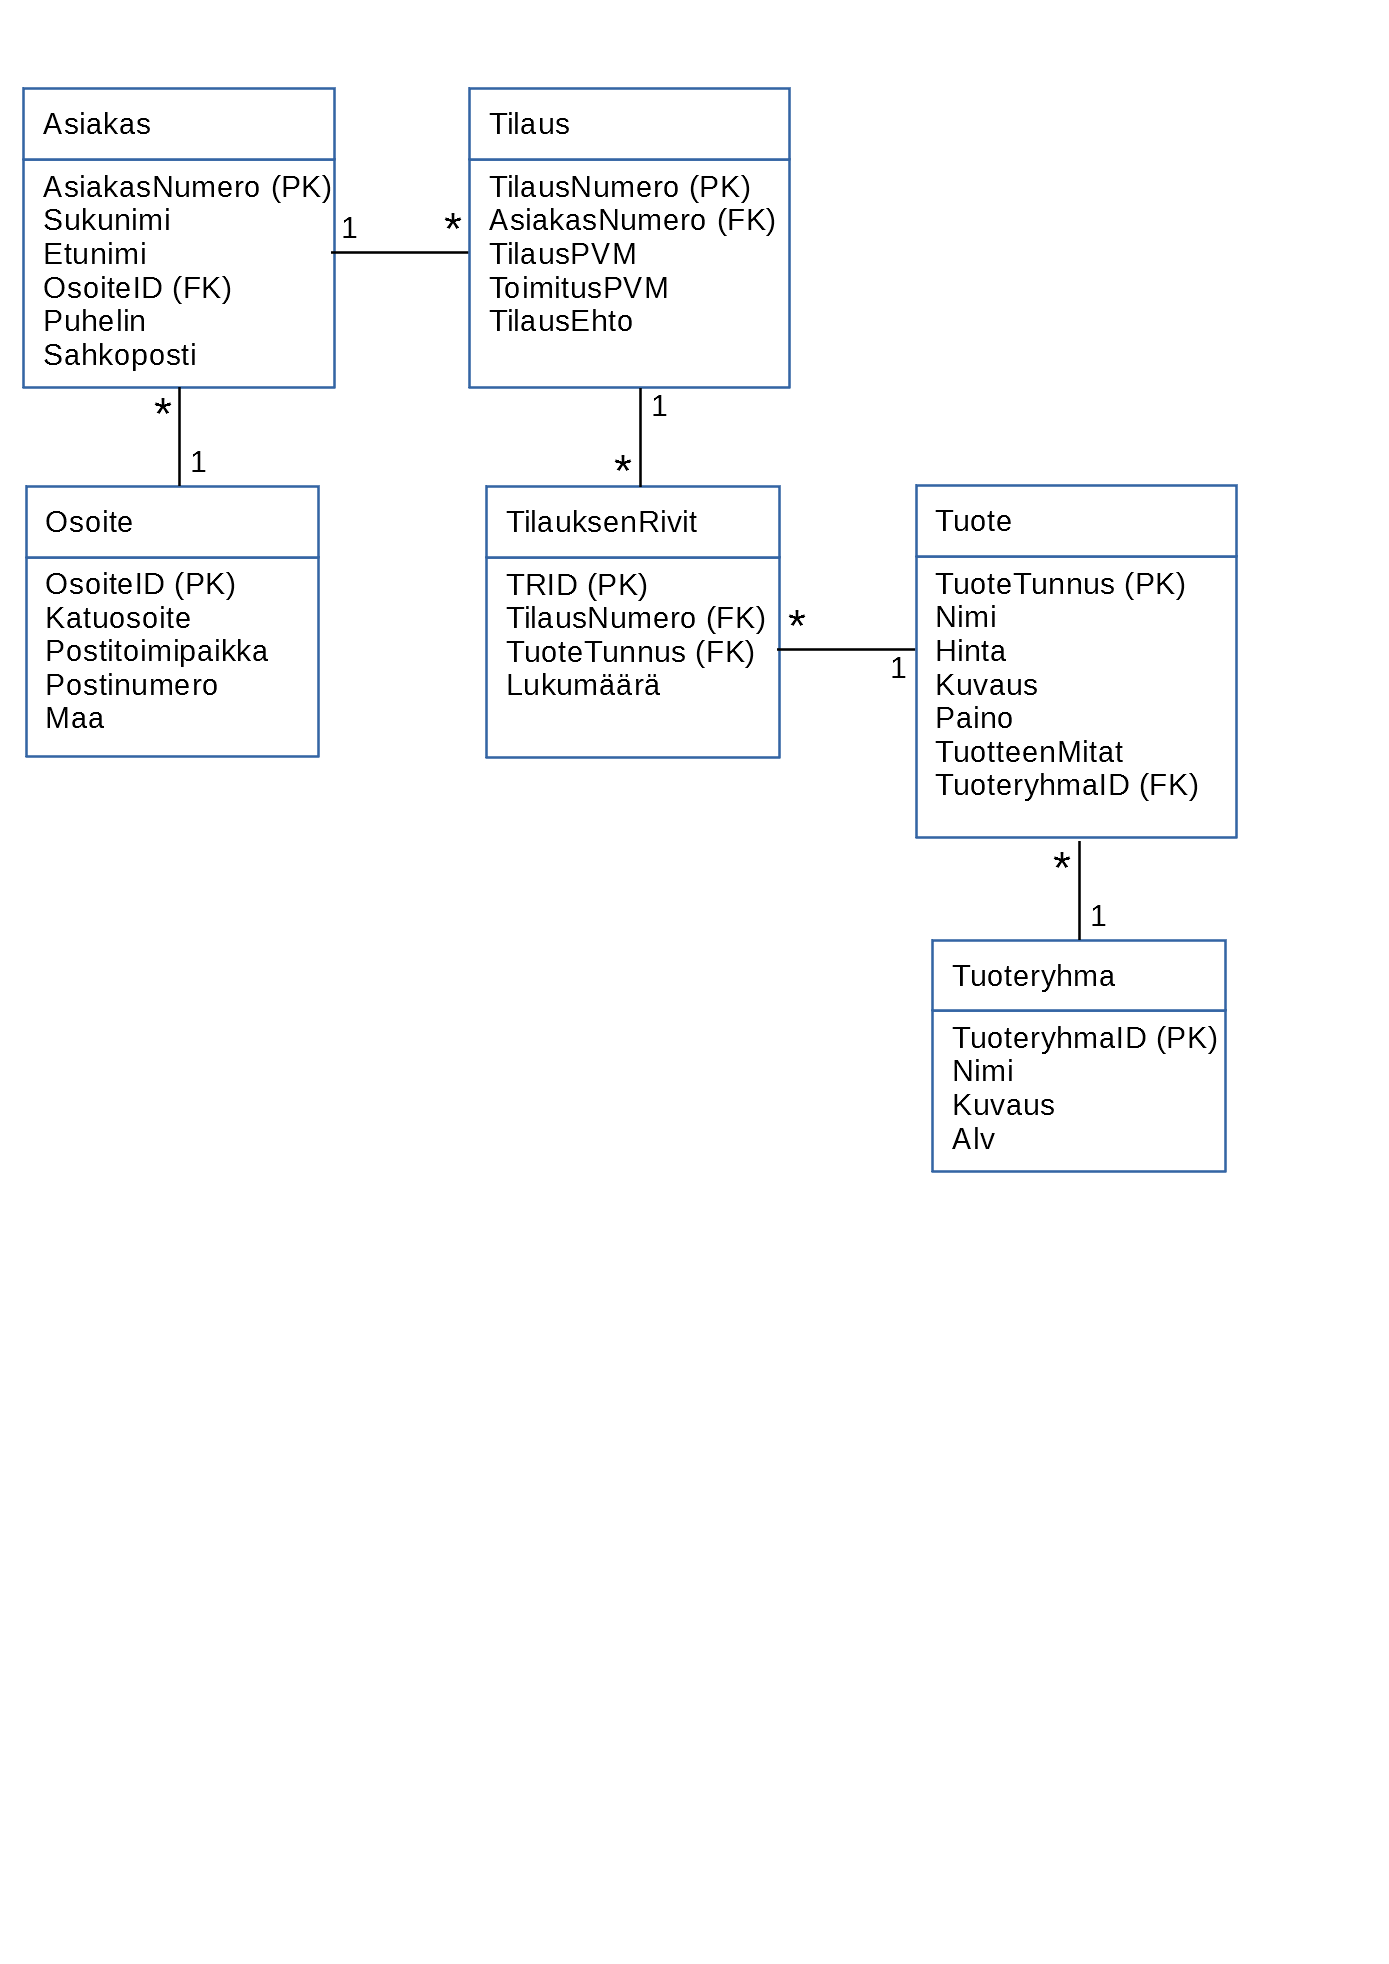 Asiakas
AsiakasNumero (PK)
Sukunimi
Etunimi
OsoiteID (FK)
Puhelin
Sahkoposti
1
*
Tilaus
TilausNumero (PK)
AsiakasNumero (FK)
TilausPVM
ToimitusPVM
TilausEhto
*
1
1
*
Osoite
OsoiteID (PK)
Katuosoite
Postitoimipaikka
Postinumero
Maa
TilauksenRivit
TRID (PK)
TilausNumero (FK)
TuoteTunnus (FK)
Lukumäärä
*
1
Tuote
TuoteTunnus (PK)
Nimi
Hinta
Kuvaus
Paino
TuotteenMitat
TuoteryhmaID (FK)
*
1
Tuoteryhma
TuoteryhmaID (PK)
Nimi
Kuvaus
Alv